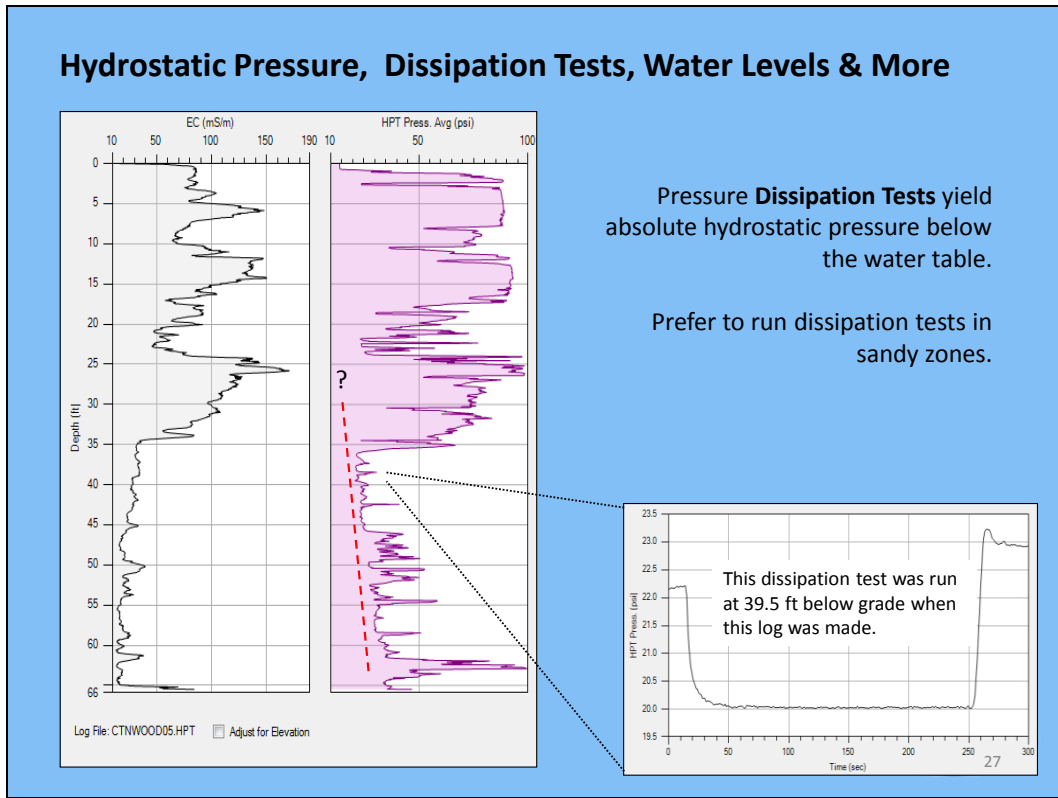 Hydrostatic Pressure, Dissipation Tests, Water Levels & More
EC (mS/m)
10 50 100 150 190
HPT Press. Avg (psi)
10 50 100
Depth (ft)
0
5
10
15
20
25
30
35
40
45
50
55
60
66
?
Log File: CTNWOOD05.HPT
Adjust for Elevation
Pressure Dissipation Tests yield
absolute hydrostatic pressure below
the water table.
Prefer to run dissipation tests in
sandy zones.
HPT Press. (psi)
23.5
23.0
22.5
22.0
21.5
21.0
20.5
20.0
19.5
This dissipation test was run
at 39.5 ft below grade when
this log was made.
0 50 100 150 200 250 300
Time (sec)
27